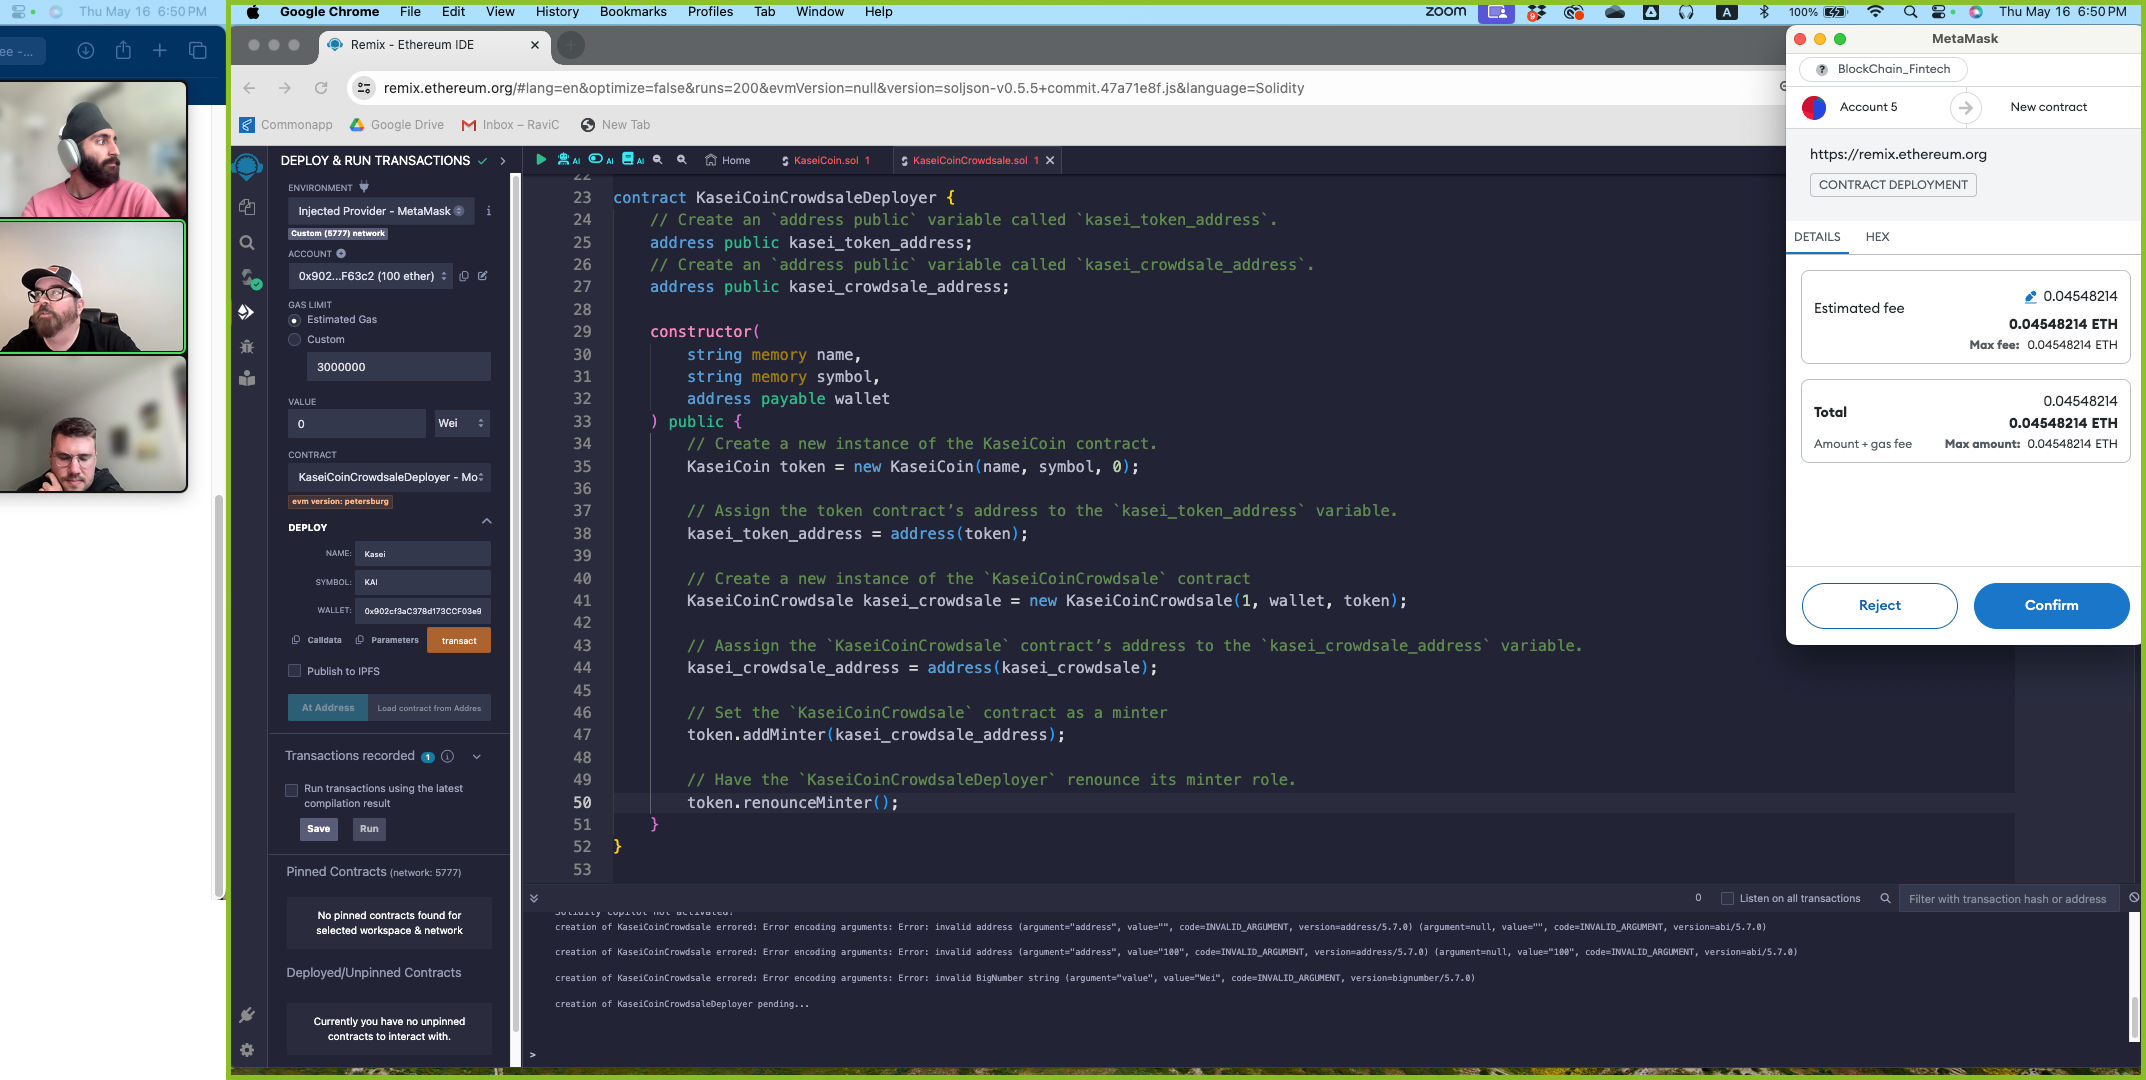 Thu May 16 6:50 PM
Google Chrome File Edit View History Bookmarks Profiles Tab Window Help
zoom
9
A
100%
Thu May 16 6:50 PM
ee -...
Remix - Ethereum IDE
remix.ethereum.org/#lang=en&optimize=false&runs=200&evmVersion=null&version=soljson-v0.5.5+commit.47a71e8f.js&language=Solidity
Commonapp
Google Drive
Inbox – RaviC
New Tab
DEPLOY & RUN TRANSACTIONS
ENVIRONMENT
Injected Provider - MetaMask
Custom (5777) network
ACCOUNT
0x902...F63c2 (100 ether)
GAS LIMIT
Estimated Gas
Custom
3000000
VALUE
0
Wei
CONTRACT
KaseiCoinCrowdsaleDeployer - Mo
evm version: petersburg
DEPLOY
NAME: Kasei
SYMBOL: KAI
WALLET: 0x902cf3aC378d173CCF03e9
Calldata Parameters transact
Publish to IPFS
At Address Load contract from Addres
Transactions recorded 1
Run transactions using the latest
compilation result
Save Run
Pinned Contracts (network: 5777)
No pinned contracts found for
selected workspace & network
Deployed/Unpinned Contracts
Currently you have no unpinned
contracts to interact with.
AI AI AI Home KaseiCoin.sol 1 KaseiCoinCrowdsale.sol 1
22
23 contract KaseiCoinCrowdsaleDeployer {
24 // Create an `address public` variable called `kasei_token_address`.
25 address public kasei_token_address;
26 // Create an `address public` variable called `kasei_crowdsale_address`.
27 address public kasei_crowdsale_address;
28
29 constructor(
30 string memory name,
31 string memory symbol,
32 address payable wallet
33 ) public {
34 // Create a new instance of the KaseiCoin contract.
35 KaseiCoin token = new KaseiCoin(name, symbol, 0);
36
37 // Assign the token contract’s address to the `kasei_token_address` variable.
38 kasei_token_address = address(token);
39
40 // Create a new instance of the `KaseiCoinCrowdsale` contract
41 KaseiCoinCrowdsale kasei_crowdsale = new KaseiCoinCrowdsale(1, wallet, token);
42
43 // Aassign the `KaseiCoinCrowdsale` contract’s address to the `kasei_crowdsale_address` variable.
44 kasei_crowdsale_address = address(kasei_crowdsale);
45
46 // Set the `KaseiCoinCrowdsale` contract as a minter
47 token.addMinter(kasei_crowdsale_address);
48
49 // Have the `KaseiCoinCrowdsaleDeployer` renounce its minter role.
50 token.renounceMinter();
51 }
52 }
53
0 Listen on all transactions Filter with transaction hash or address
Solidity copilot not activated!
creation of KaseiCoinCrowdsale errored: Error encoding arguments: Error: invalid address (argument="address", value="", code=INVALID_ARGUMENT, version=address/5.7.0) (argument=null, value="", code=INVALID_ARGUMENT, version=abi/5.7.0)
creation of KaseiCoinCrowdsale errored: Error encoding arguments: Error: invalid address (argument="address", value="100", code=INVALID_ARGUMENT, version=address/5.7.0) (argument=null, value="100", code=INVALID_ARGUMENT, version=abi/5.7.0)
creation of KaseiCoinCrowdsale errored: Error encoding arguments: Error: invalid BigNumber string (argument="value", value="Wei", code=INVALID_ARGUMENT, version=bignumber/5.7.0)
creation of KaseiCoinCrowdsaleDeployer pending...
>
MetaMask
? BlockChain_Fintech
Account 5 New contract
https://remix.ethereum.org
CONTRACT DEPLOYMENT
DETAILS HEX
Estimated fee
0.04548214
0.04548214 ETH
Max fee: 0.04548214 ETH
Total
0.04548214
0.04548214 ETH
Amount + gas fee Max amount: 0.04548214 ETH
Reject Confirm